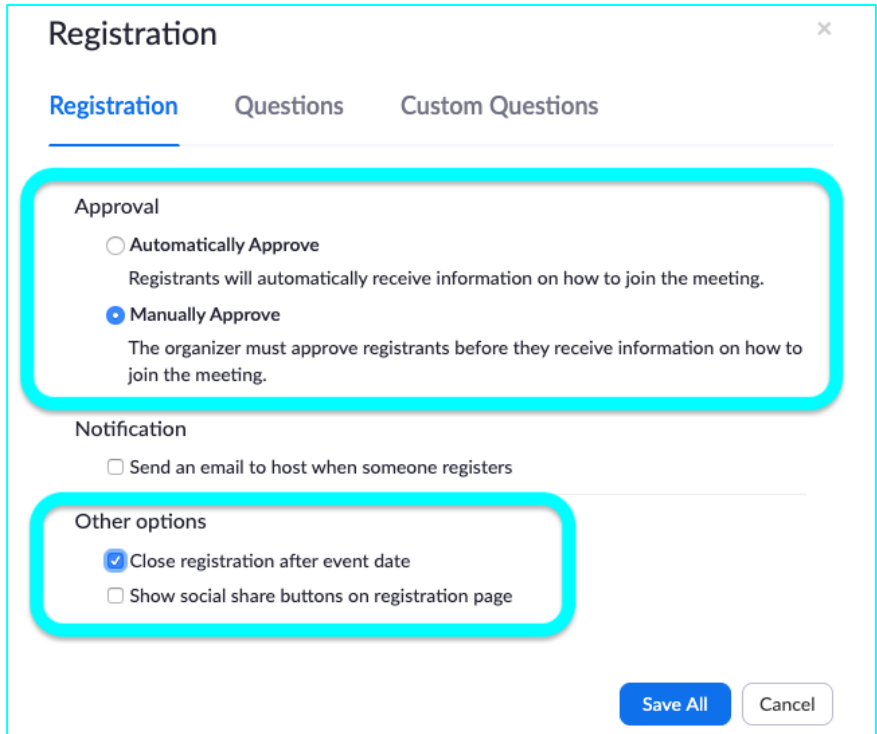 Registration
Registration Questions Custom Questions
Approval
Automatically Approve
Registrants will automatically receive information on how to join the meeting.
Manually Approve
The organizer must approve registrants before they receive information on how to
join the meeting.
Notification
Send an email to host when someone registers
Other options
Close registration after event date
Show social share buttons on registration page
Save All Cancel